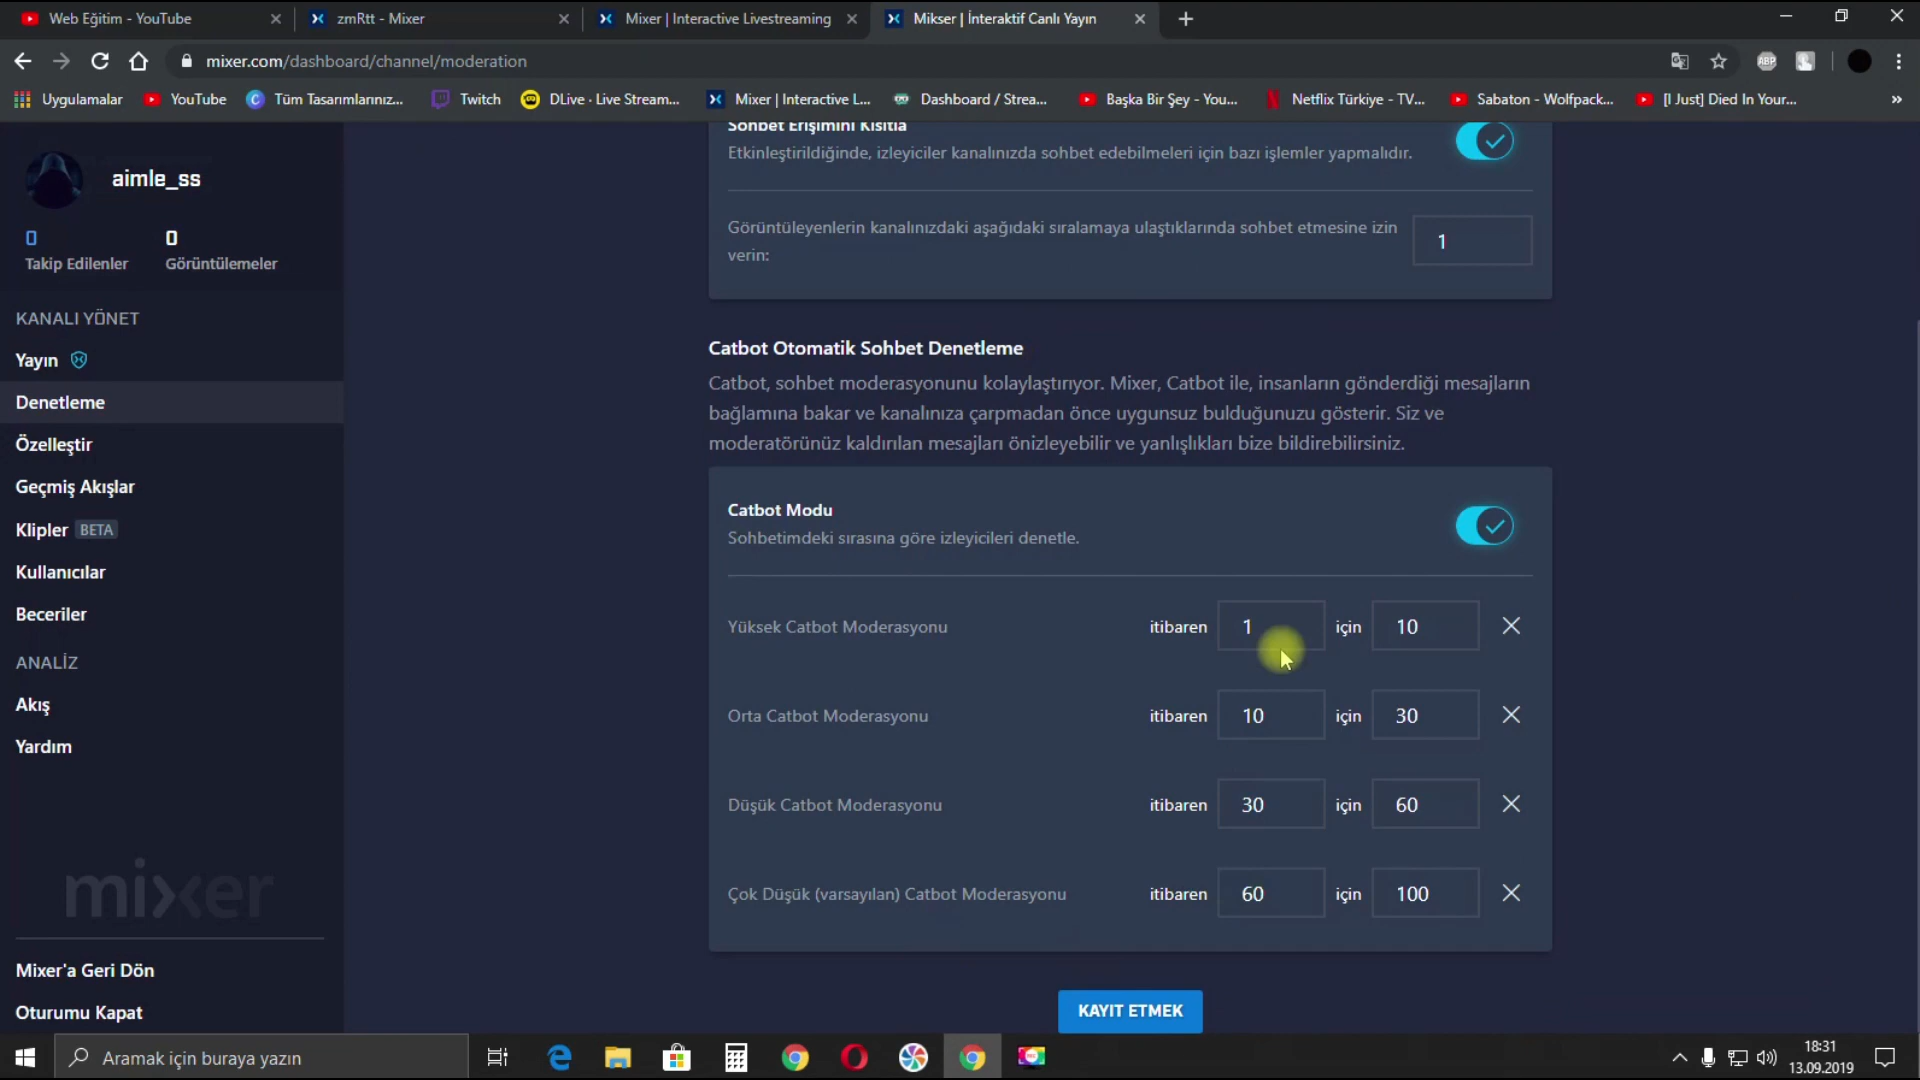 Web Eğitim - YouTube
zmRtt - Mixer
Mixer | Interactive Livestreaming
Mikser | İnteraktif Canlı Yayın
mixer.com/dashboard/channel/moderation
ABP
Uygulamalar
YouTube
Tüm Tasarımlarınız...
Twitch
DLive · Live Stream...
Mixer | Interactive L...
Dashboard / Strea...
Başka Bir Şey - You...
Netflix Türkiye - TV...
Sabaton - Wolfpack...
[I Just] Died In Your...
»
aimle_ss
0
0
Takip Edilenler
Görüntülemeler
KANALI YÖNET
Yayın
Denetleme
Özelleştir
Geçmiş Akışlar
Klipler BETA
Kullanıcılar
Beceriler
ANALİZ
Akış
Yardım
mixer
Mixer'a Geri Dön
Oturumu Kapat
Sohbet Erişimini Kısıtla
Etkinleştirildiğinde, izleyiciler kanalınızda sohbet edebilmeleri için bazı işlemler yapmalıdır.
Görüntüleyenlerin kanalınızdaki aşağıdaki sıralamaya ulaştıklarında sohbet etmesine izin
verin:
1
Catbot Otomatik Sohbet Denetleme
Catbot, sohbet moderasyonunu kolaylaştırıyor. Mixer, Catbot ile, insanların gönderdiği mesajların
bağlamına bakar ve kanalınıza çarpmadan önce uygunsuz bulduğunuzu gösterir. Siz ve
moderatörünüz kaldırılan mesajları önizleyebilir ve yanlışlıkları bize bildirebilirsiniz.
Catbot Modu
Sohbetimdeki sırasına göre izleyicileri denetle.
Yüksek Catbot Moderasyonu itibaren 1 için 10
Orta Catbot Moderasyonu itibaren 10 için 30
Düşük Catbot Moderasyonu itibaren 30 için 60
Çok Düşük (varsayılan) Catbot Moderasyonu itibaren 60 için 100
KAYIT ETMEK
Aramak için buraya yazın
18:31
13.09.2019